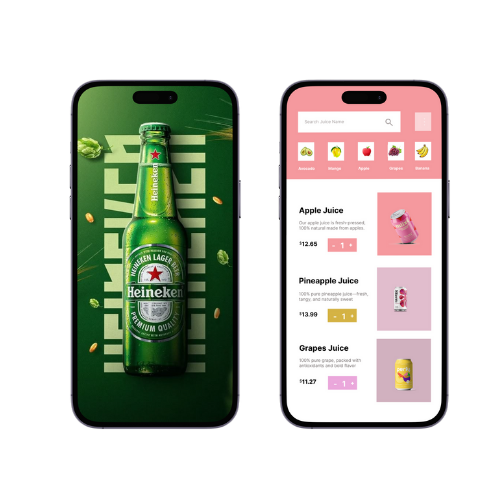 HEINEKEN
HEINEKEN
Heineken
HEINEKEN LAGER BEER
Heineken
PREMIUM QUALITY
Search Juice Name
Avocado
Mango
Apple
Grapes
Banana
Apple Juice
Our apple juice is fresh-pressed,
100% natural made from apples
$12.65
- 1 +
Pineapple Juice
100% pure pineapple juice—fresh,
tangy, and naturally sweet
$13.99
- 1 +
Grapes Juice
100% pure grape, packed with
antioxidants and bold flavor
$11.27
- 1 +